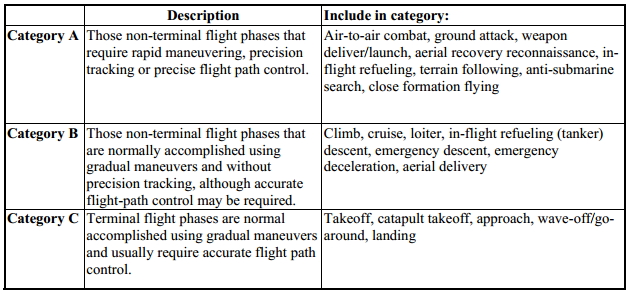 Description Include in category:
Category A Those non-terminal flight phases that Air-to-air combat, ground attack, weapon
require rapid maneuvering, precision deliver/launch, aerial recovery reconnaissance, in-
tracking or precise flight path control. flight refueling, terrain following, anti-submarine
search, close formation flying
Category B Those non-terminal flight phases that Climb, cruise, loiter, in-flight refueling (tanker)
are normally accomplished using descent, emergency descent, emergency
gradual maneuvers and without deceleration, aerial delivery
precision tracking, although accurate
flight-path control may be required.
Category C Terminal flight phases are normal Takeoff, catapult takeoff, approach, wave-off/go-
accomplished using gradual maneuvers around, landing
and usually require accurate flight path
control.